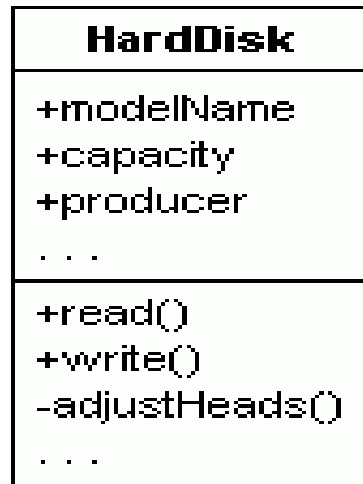 HardDisk
+modelName
+capacity
+producer
. . .
+read()
+write()
-adjustHeads()
. . .